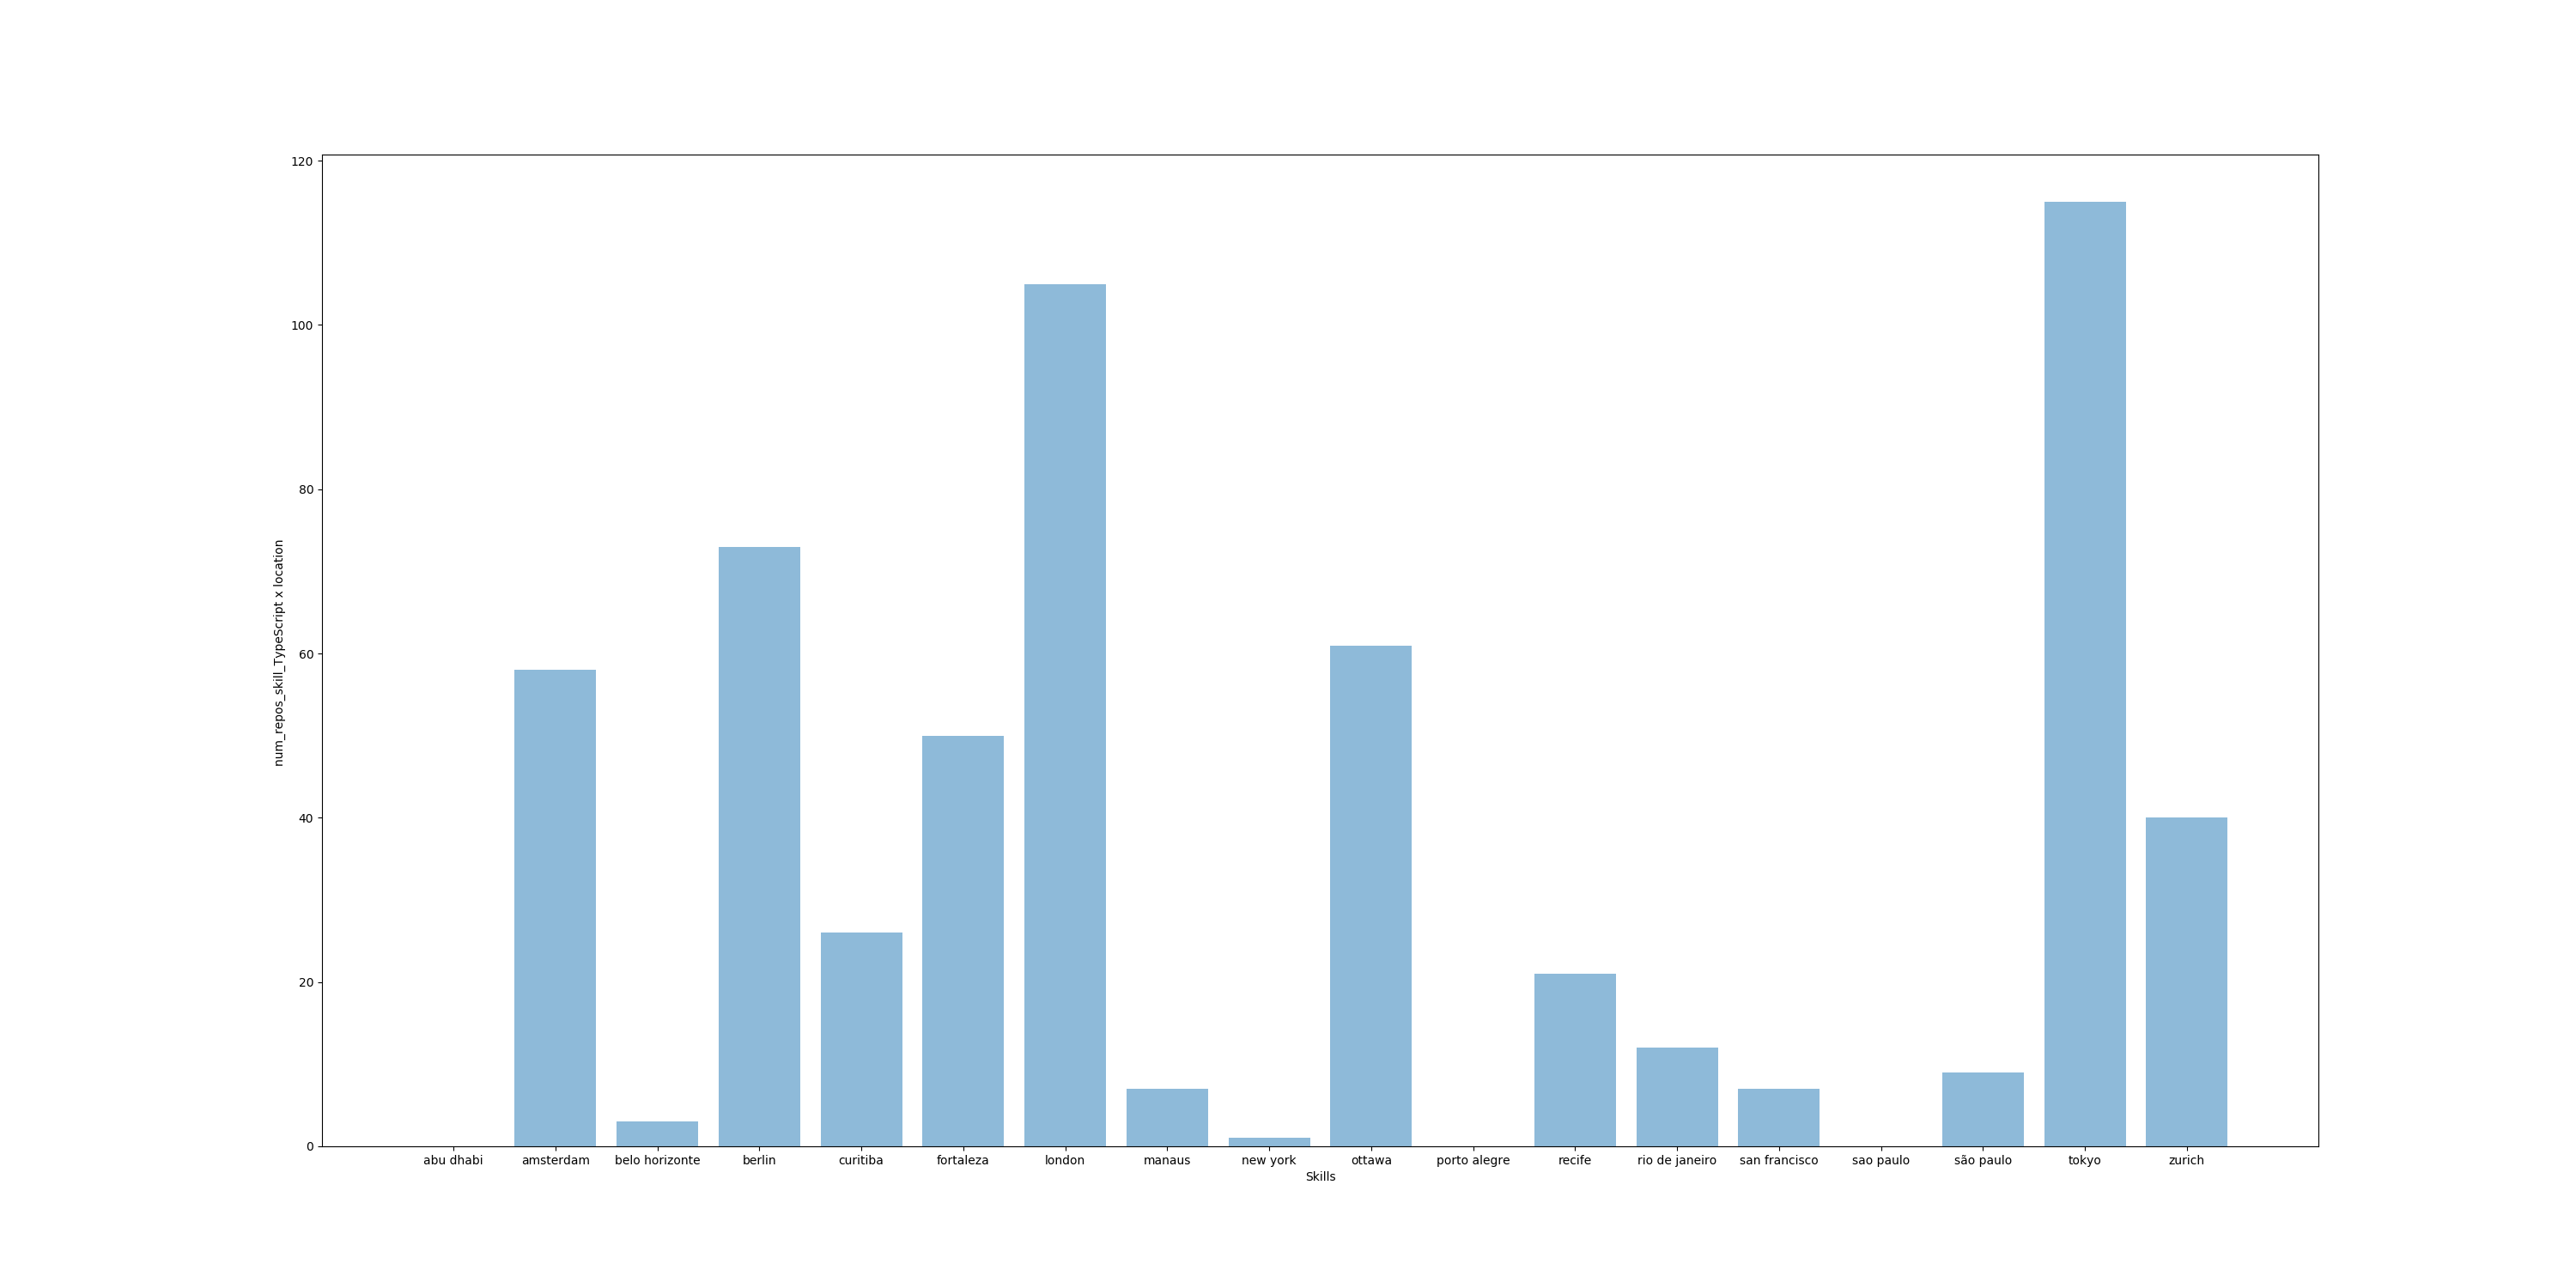 120
100
80
60
40
20
0
num_repos_skill_TypeScript x location
abu dhabi amsterdam belo horizonte berlin curitiba fortaleza london manaus new york ottawa porto alegre recife rio de janeiro san francisco sao paulo são paulo tokyo zurich
Skills